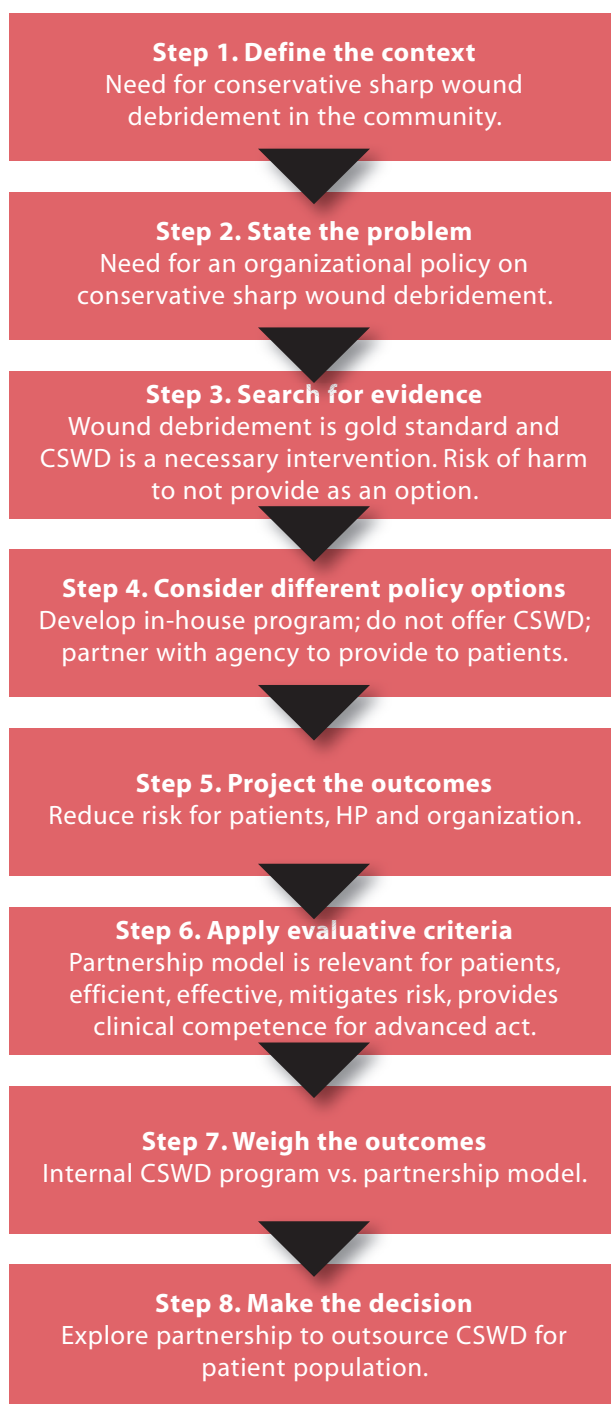 Step 1. Define the context
Need for conservative sharp wound
debridement in the community.
Step 2. State the problem
Need for an organizational policy on
conservative sharp wound debridement.
Step 3. Search for evidence
Wound debridement is gold standard and
CSWD is a necessary intervention. Risk of harm
to not provide as an option.
Step 4. Consider different policy options
Develop in-house program; do not offer CSWD;
partner with agency to provide to patients.
Step 5. Project the outcomes
Reduce risk for patients, HP and organization.
Step 6. Apply evaluative criteria
Partnership model is relevant for patients,
efficient, effective, mitigates risk, provides
clinical competence for advanced act.
Step 7. Weigh the outcomes
Internal CSWD program vs. partnership model.
Step 8. Make the decision
Explore partnership to outsource CSWD for
patient population.